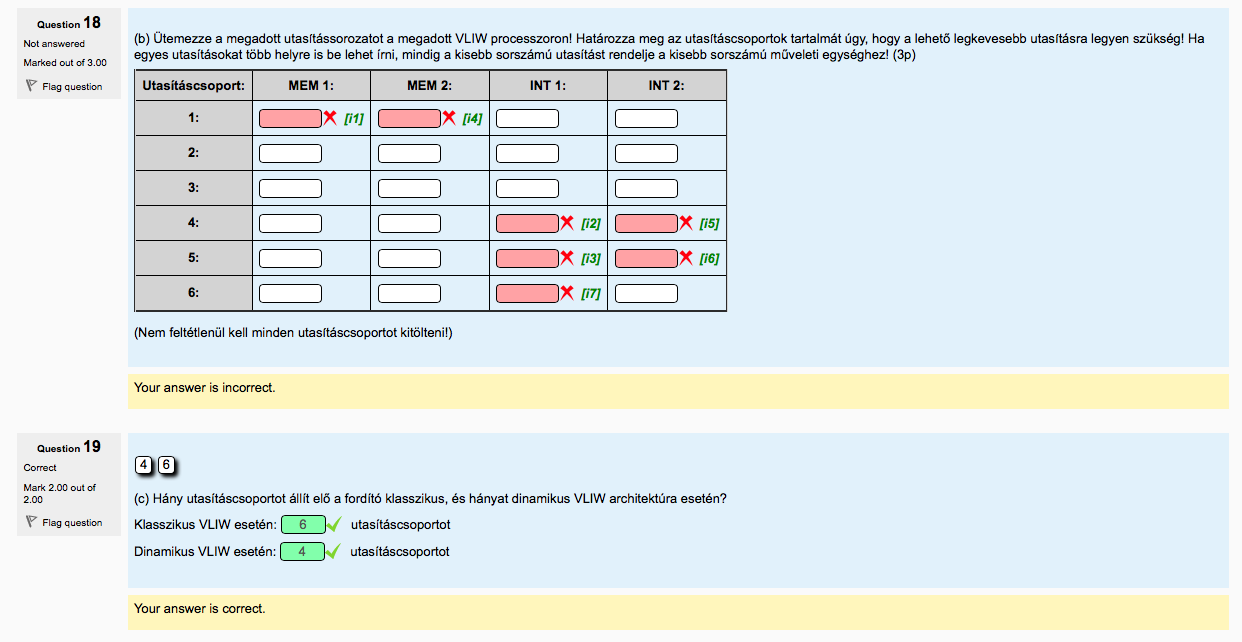 Question 18
Not answered
Marked out of 3.00
Flag question
(b) Ütemezze a megadott utasítássorozatot a megadott VLIW processzoron! Határozza meg az utasításcsoportok tartalmát úgy, hogy a lehető legkevesebb utasításra legyen szükség! Ha
egyes utasításokat több helyre is be lehet írni, mindig a kisebb sorszámú utasítást rendelje a kisebb sorszámú műveleti egységhez! (3p)
Utasításcsoport: MEM 1: MEM 2: INT 1: INT 2:
1: [i1] [i4]
2:
3:
4: [i2] [i5]
5: [i3] [i6]
6: [i7]
(Nem feltétlenül kell minden utasításcsoportot kitölteni!)
Your answer is incorrect.
Question 19
Correct
Mark 2.00 out of
2.00
Flag question
4 6
(c) Hány utasításcsoportot állít elő a fordító klasszikus, és hányat dinamikus VLIW architektúra esetén?
Klasszikus VLIW esetén: 6 utasításcsoportot
Dinamikus VLIW esetén: 4 utasításcsoportot
Your answer is correct.